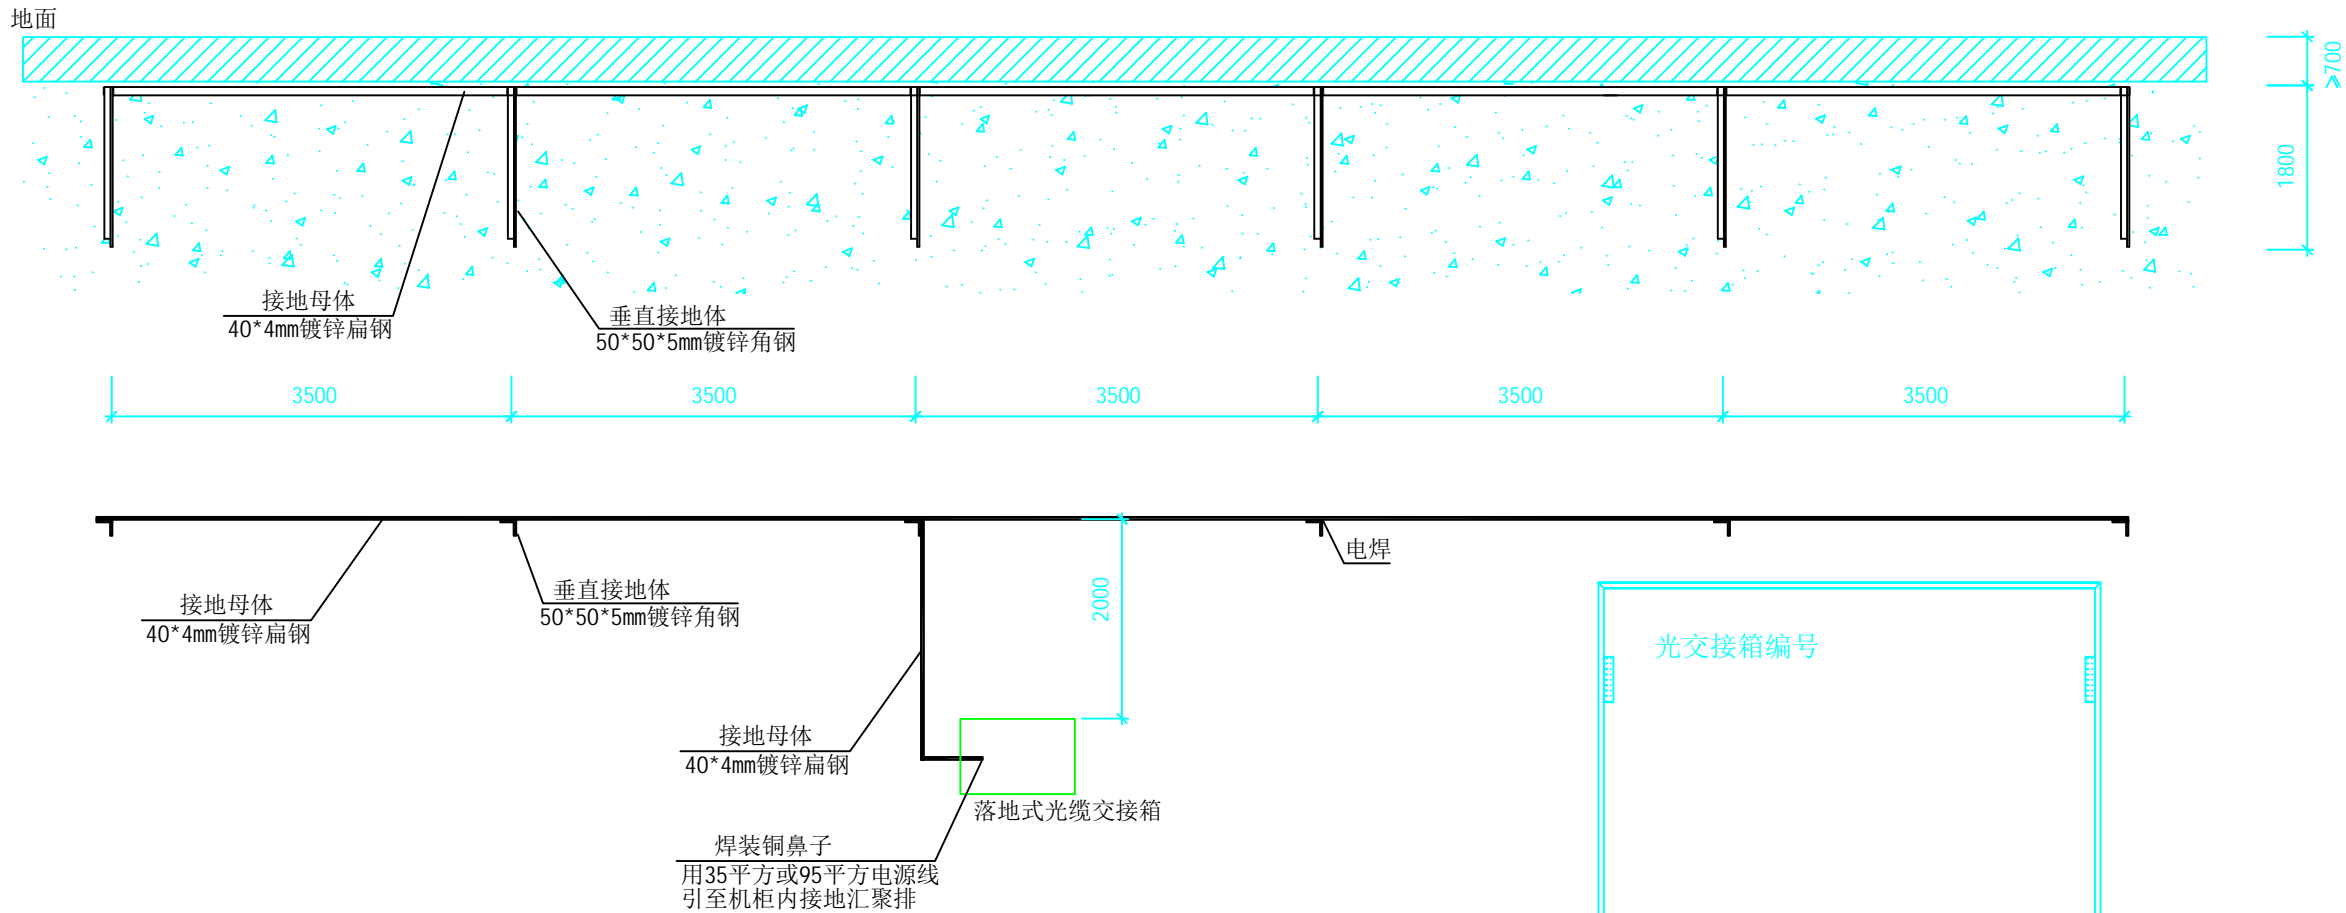 地面
≥700
1800
接地母体
40*4mm镀锌扁钢
垂直接地体
50*50*5mm镀锌角钢
3500
3500
3500
3500
3500
电焊
2000
垂直接地体
50*50*5mm镀锌角钢
接地母体
40*4mm镀锌扁钢
光交接箱编号
接地母体
40*4mm镀锌扁钢
落地式光缆交接箱
焊装铜鼻子
用35平方或95平方电源线
引至机柜内接地汇聚排